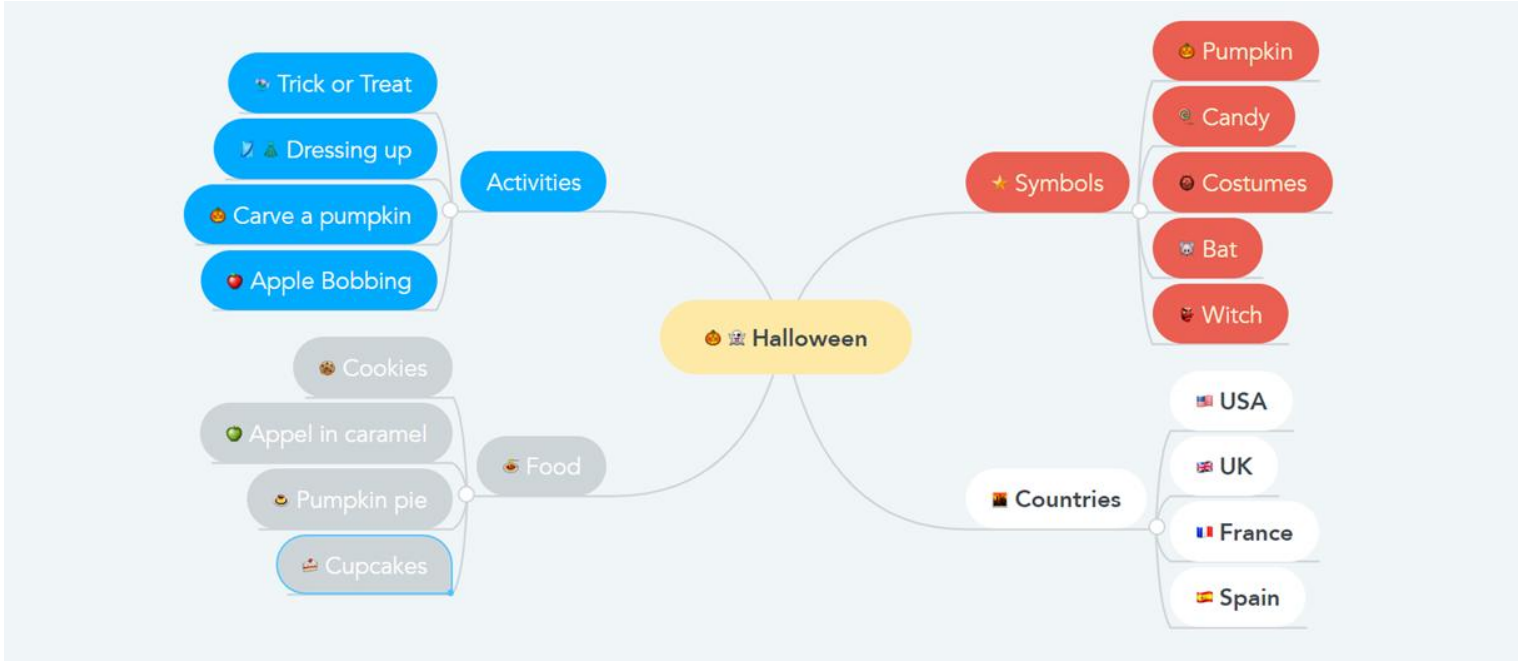 Halloween
Activities
Trick or Treat
Dressing up
Carve a pumpkin
Apple Bobbing
Food
Cookies
Appel in caramel
Pumpkin pie
Cupcakes
Symbols
Pumpkin
Candy
Costumes
Bat
Witch
Countries
USA
UK
France
Spain